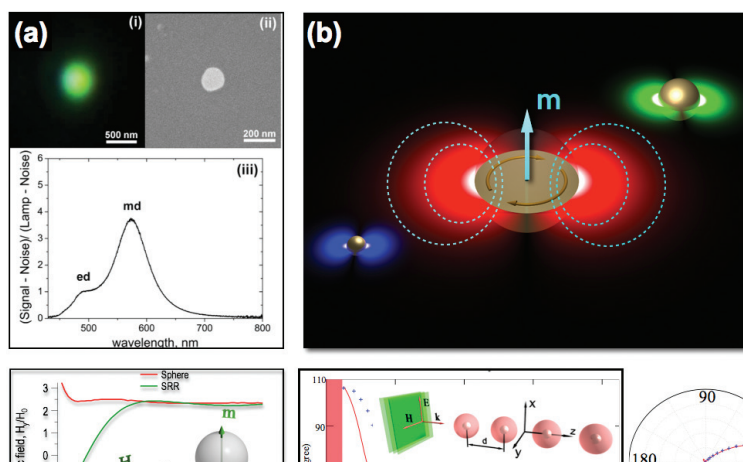 (a)
(i)
(ii)
500 nm
200 nm
(iii)
(Signal - Noise)/ (Lamp - Noise)
6
5
4
3
2
1
0
md
ed
500
600
700
800
wavelength, nm
(b)
m
Sphere
SRR
3
2
1
0
m
H
110
90
E
H
k
d
x
y
z
90
180